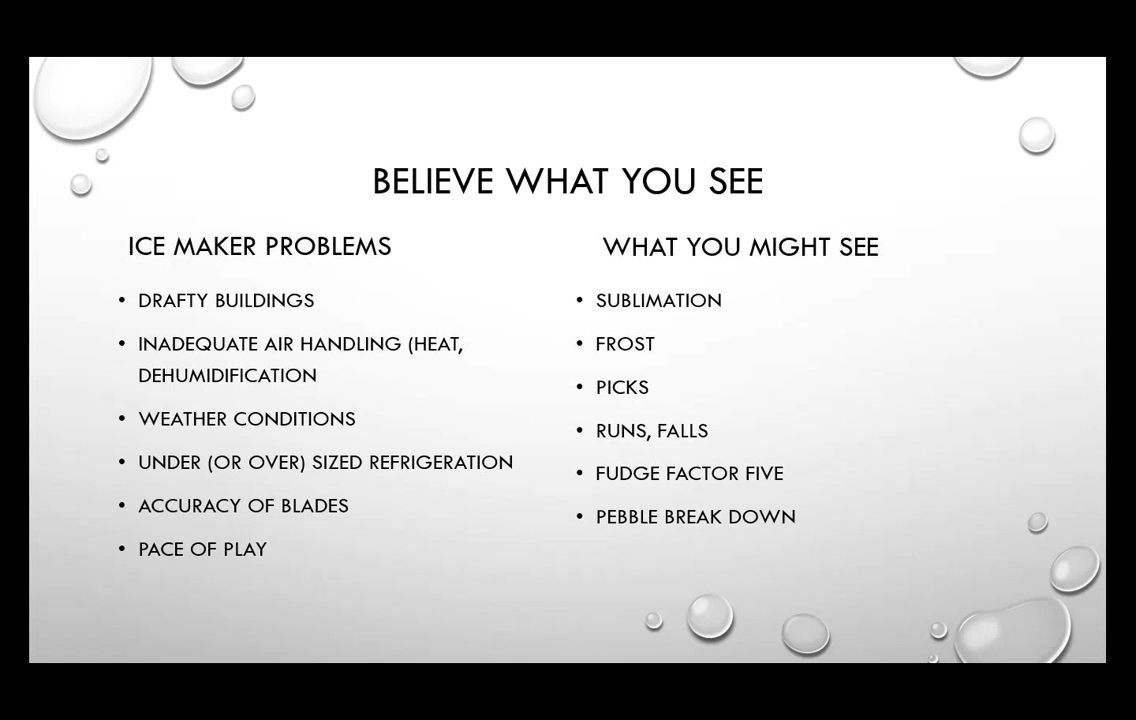 BELIEVE WHAT YOU SEE
ICE MAKER PROBLEMS
• DRAFTY BUILDINGS
• INADEQUATE AIR HANDLING (HEAT,
DEHUMIDIFICATION
• WEATHER CONDITIONS
• UNDER (OR OVER) SIZED REFRIGERATION
• ACCURACY OF BLADES
• PACE OF PLAY
WHAT YOU MIGHT SEE
• SUBLIMATION
• FROST
• PICKS
• RUNS, FALLS
• FUDGE FACTOR FIVE
• PEBBLE BREAK DOWN